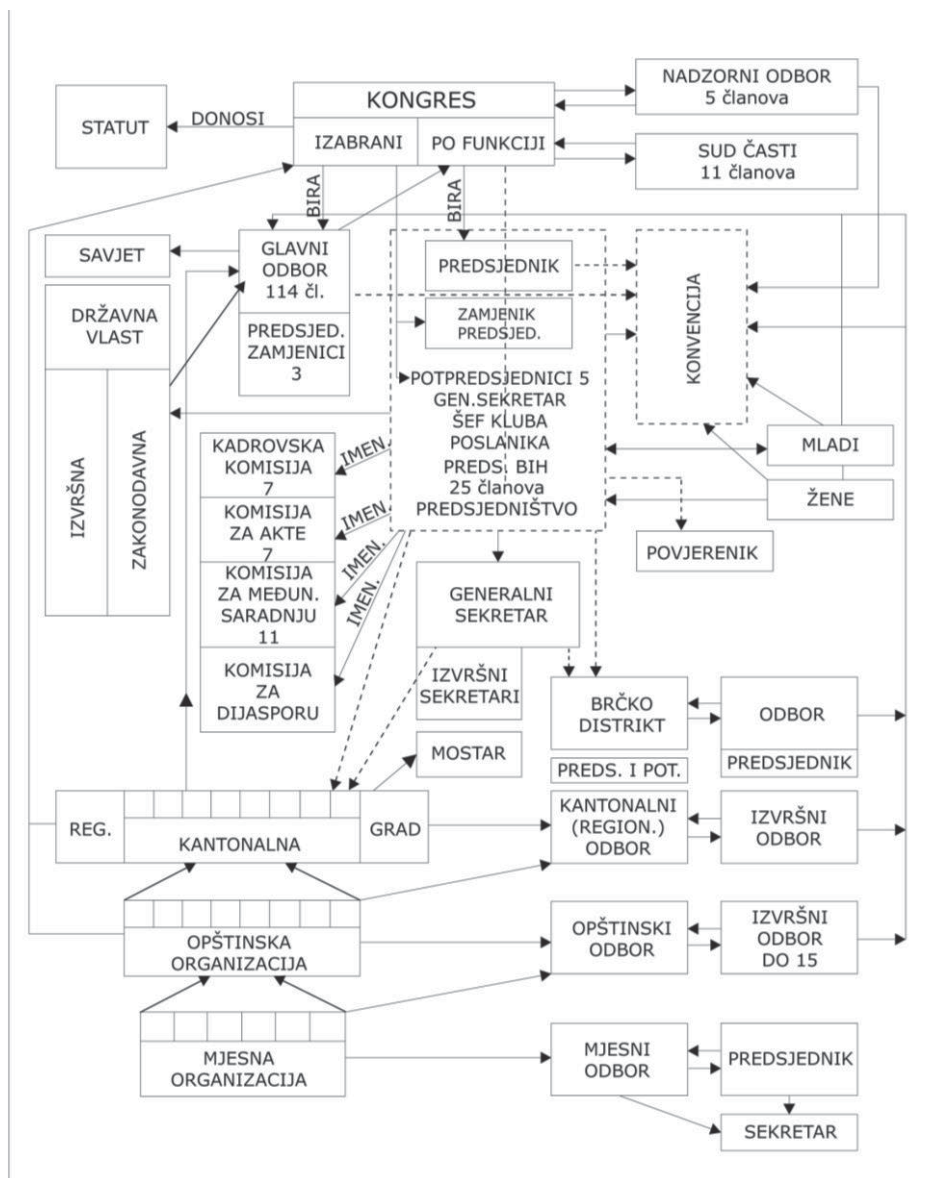 KONGRES
IZABRANI
PO FUNKCIJI
NADZORNI ODBOR
5 članova
SUD ČASTI
11 članova
STATUT
DONOSI
BIRA
BIRA
SAVJET
GLAVNI
ODBOR
114 čl.
PREDSJED.
ZAMJENICI
3
DRŽAVNA
VLAST
IZVRŠNA
ZAKONODAVNA
PREDSJEDNIK
ZAMJENIK
PREDSJED.
POTPREDSJEDNICI 5
GEN.SEKRETAR
ŠEF KLUBA
POSLANIKA
PREDS. BIH
25 članova
PREDSJEDNIŠTVO
KONVENCIJA
MLADI
ŽENE
POVJERENIK
KADROVSKA
KOMISIJA
7
KOMISIJA
ZA AKTE
7
KOMISIJA
ZA MEĐUN.
SARADNJU
11
KOMISIJA
ZA
DIJASPORU
IMEN.
IMEN.
IMEN.
IMEN.
GENERALNI
SEKRETAR
IZVRŠNI
SEKRETARI
MOSTAR
BRČKO
DISTRIKT
ODBOR
PREDSJEDNIK
PREDS. I POT.
REG.
KANTONALNA
GRAD
KANTONALNI
(REGION.)
ODBOR
IZVRŠNI
ODBOR
OPŠTINSKA
ORGANIZACIJA
OPŠTINSKI
ODBOR
IZVRŠNI
ODBOR
DO 15
MJESNA
ORGANIZACIJA
MJESNI
ODBOR
PREDSJEDNIK
SEKRETAR